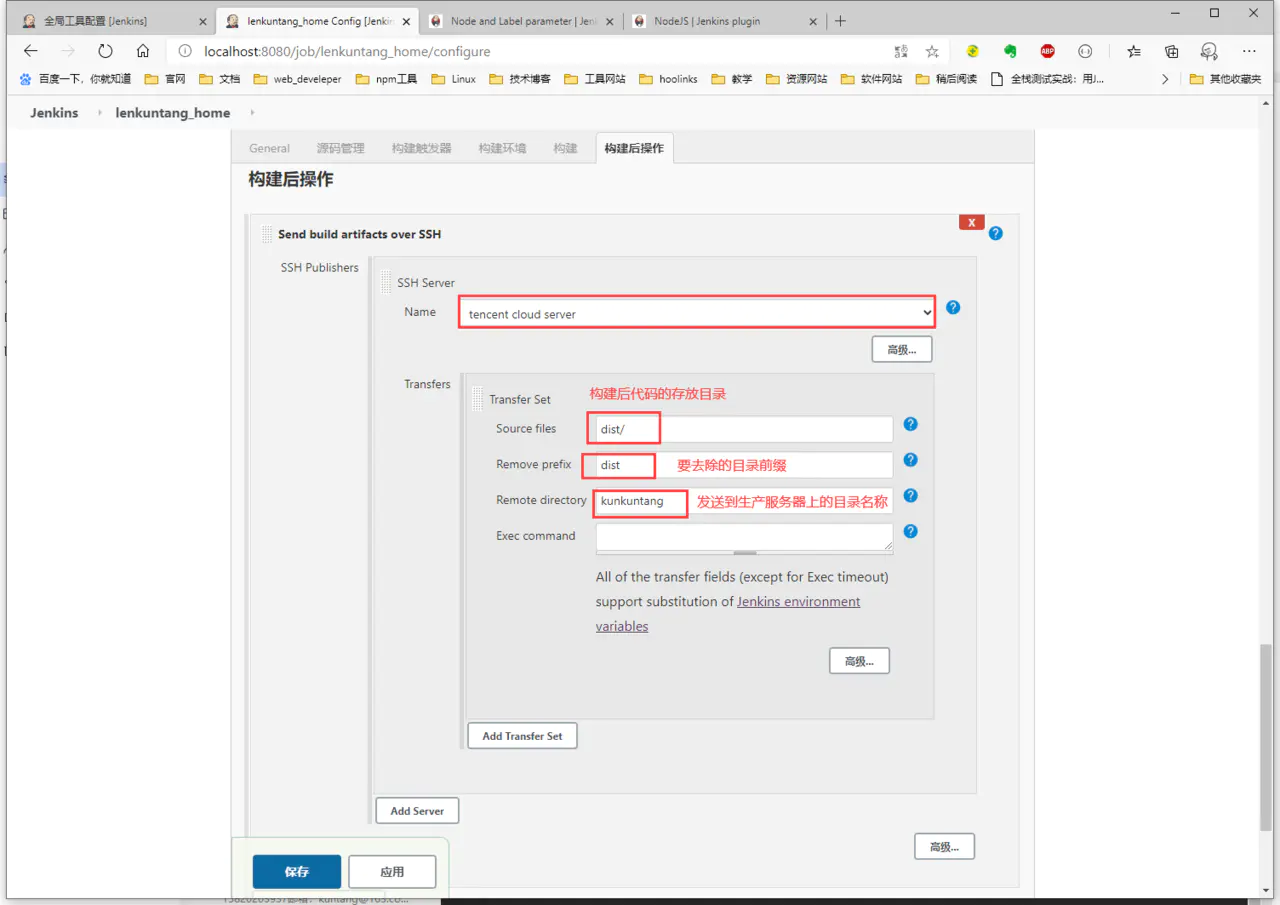 全局工具配置 [Jenkins]
lenkuntang_home Config [Jenkin
Node and Label parameter | Jenk
NodeJS | Jenkins plugin
localhost:8080/job/lenkuntang_home/configure
ABP
百度一下，你就知道
官网
文档
web_develeper
npm工具
Linux
技术博客
工具网站
hoolinks
教学
资源网站
软件网站
稍后阅读
全栈测试实战：用J...
其他收藏夹
Jenkins
lenkuntang_home
General
源码管理
构建触发器
构建环境
构建
构建后操作
构建后操作
Send build artifacts over SSH
X
SSH Publishers
SSH Server
Name
tencent cloud server
高级...
Transfers
Transfer Set
构建后代码的存放目录
Source files
dist/
Remove prefix
dist
要去除的目录前缀
Remote directory
kunkuntang
发送到生产服务器上的目录名称
Exec command
All of the transfer fields (except for Exec timeout)
support substitution of Jenkins environment
variables
高级...
Add Transfer Set
Add Server
高级...
保存
应用